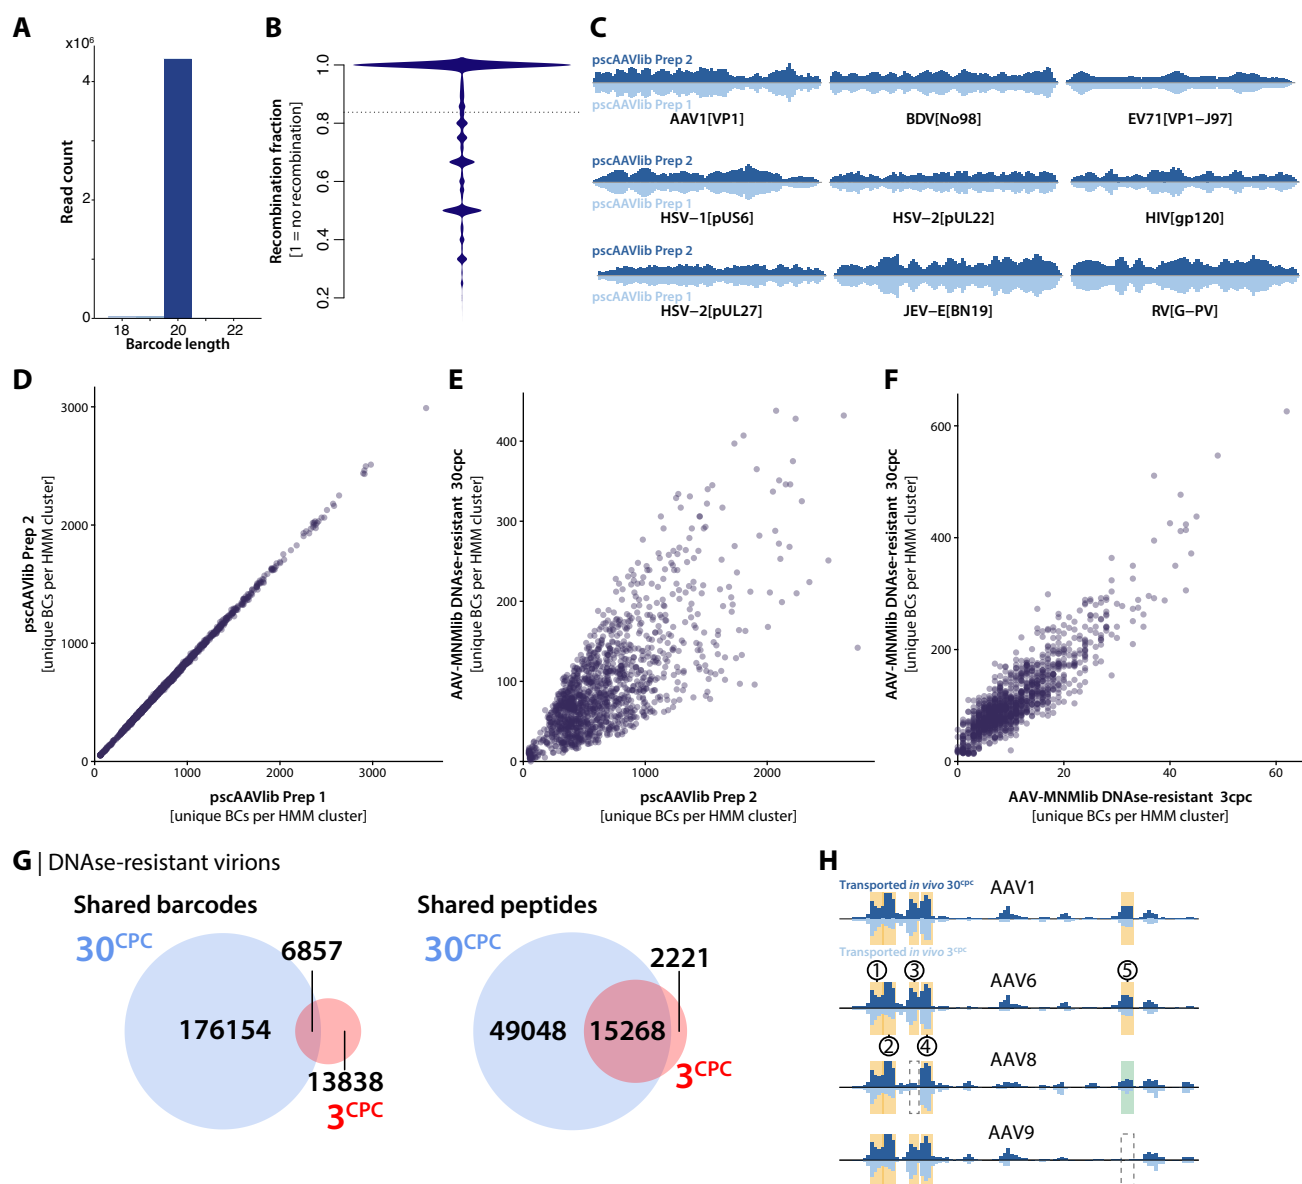 A
x10⁶
4
2
0
Read count
18 20 22
Barcode length
B
1.0
0.8
0.6
0.4
0.2
Recombination fraction
[1 = no recombination]
C
pscAAVlib Prep 2
pscAAVlib Prep 1
AAV1[VP1]
BDV[No98]
EV71[VP1−J97]
pscAAVlib Prep 2
pscAAVlib Prep 1
HSV−1[pUS6]
HSV−2[pUL22]
HIV[gp120]
pscAAVlib Prep 2
pscAAVlib Prep 1
HSV−2[pUL27]
JEV−E[BN19]
RV[G−PV]
D
3000
2000
1000
0
pscAAVlib Prep 2
[unique BCs per HMM cluster]
0 1000 2000 3000
pscAAVlib Prep 1
[unique BCs per HMM cluster]
E
400
300
200
100
0
AAV-MNMlib DNAse-resistant 30cpc
[unique BCs per HMM cluster]
0 1000 2000
pscAAVlib Prep 2
[unique BCs per HMM cluster]
F
600
400
200
0
AAV-MNMlib DNAse-resistant 30cpc
[unique BCs per HMM cluster]
0 20 40 60
AAV-MNMlib DNAse-resistant 3cpc
[unique BCs per HMM cluster]
G | DNAse-resistant virions
Shared barcodes
30CPC
6857
176154
13838
3CPC
Shared peptides
30CPC
2221
49048
15268
3CPC
H
Transported in vivo 30cpc
AAV1
Transported in vivo 3cpc
1 3 5
AAV6
2 4
AAV8
AAV9